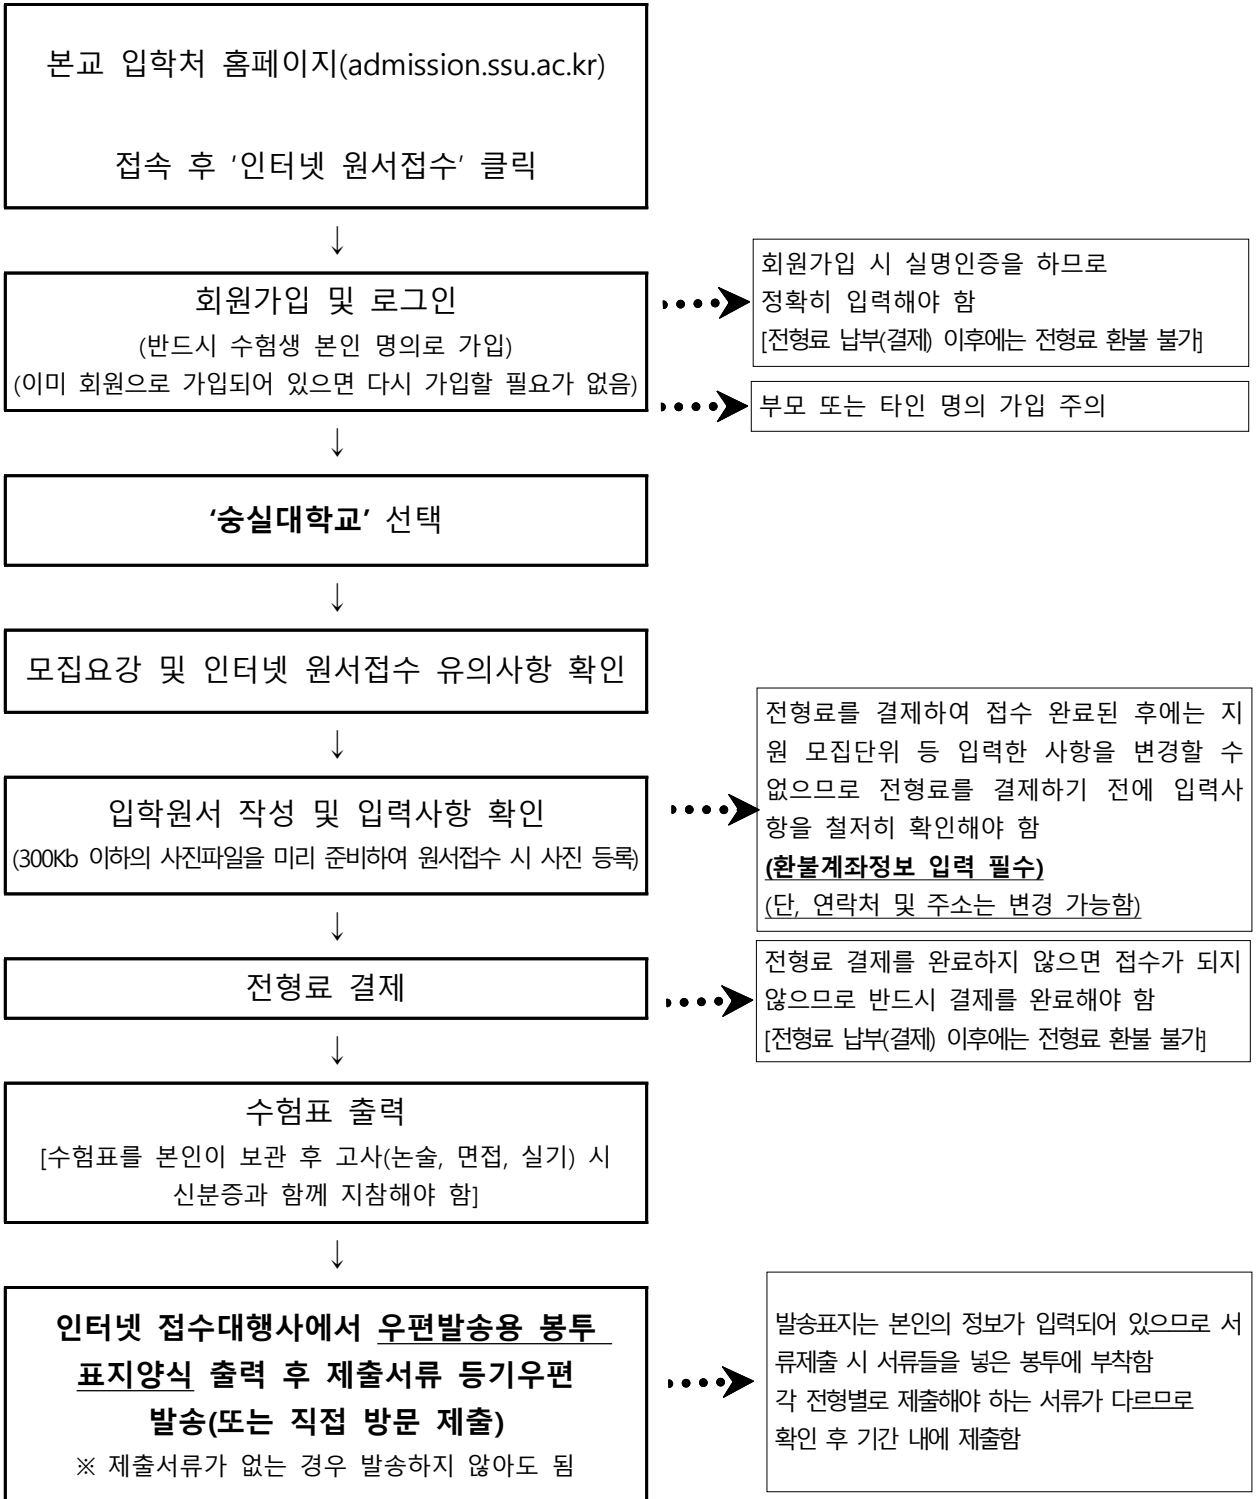 본교 입학처 홈페이지(admission.ssu.ac.kr)
접속 후 ‘인터넷 원서접수’ 클릭
↓
회원가입 및 로그인
(반드시 수험생 본인 명의로 가입)
(이미 회원으로 가입되어 있으면 다시 가입할 필요가 없음)
회원가입 시 실명인증을 하므로
정확히 입력해야 함
[전형료 납부(결제) 이후에는 전형료 환불 불가]
부모 또는 타인 명의 가입 주의
↓
‘숭실대학교’ 선택
↓
모집요강 및 인터넷 원서접수 유의사항 확인
↓
입학원서 작성 및 입력사항 확인
(300Kb 이하의 사진파일을 미리 준비하여 원서접수 시 사진 등록)
전형료를 결제하여 접수 완료된 후에는 지
원 모집단위 등 입력한 사항을 변경할 수
없으므로 전형료를 결제하기 전에 입력사
항을 철저히 확인해야 함
(환불계좌정보 입력 필수)
(단, 연락처 및 주소는 변경 가능함)
↓
전형료 결제
전형료 결제를 완료하지 않으면 접수가 되지
않으므로 반드시 결제를 완료해야 함
[전형료 납부(결제) 이후에는 전형료 환불 불가]
↓
수험표 출력
[수험표를 본인이 보관 후 고사(논술, 면접, 실기) 시
신분증과 함께 지참해야 함]
↓
인터넷 접수대행사에서 우편발송용 봉투
표지양식 출력 후 제출서류 등기우편
발송(또는 직접 방문 제출)
※ 제출서류가 없는 경우 발송하지 않아도 됨
발송표지는 본인의 정보가 입력되어 있으므로 서
류제출 시 서류들을 넣은 봉투에 부착함
각 전형별로 제출해야 하는 서류가 다르므로
확인 후 기간 내에 제출함